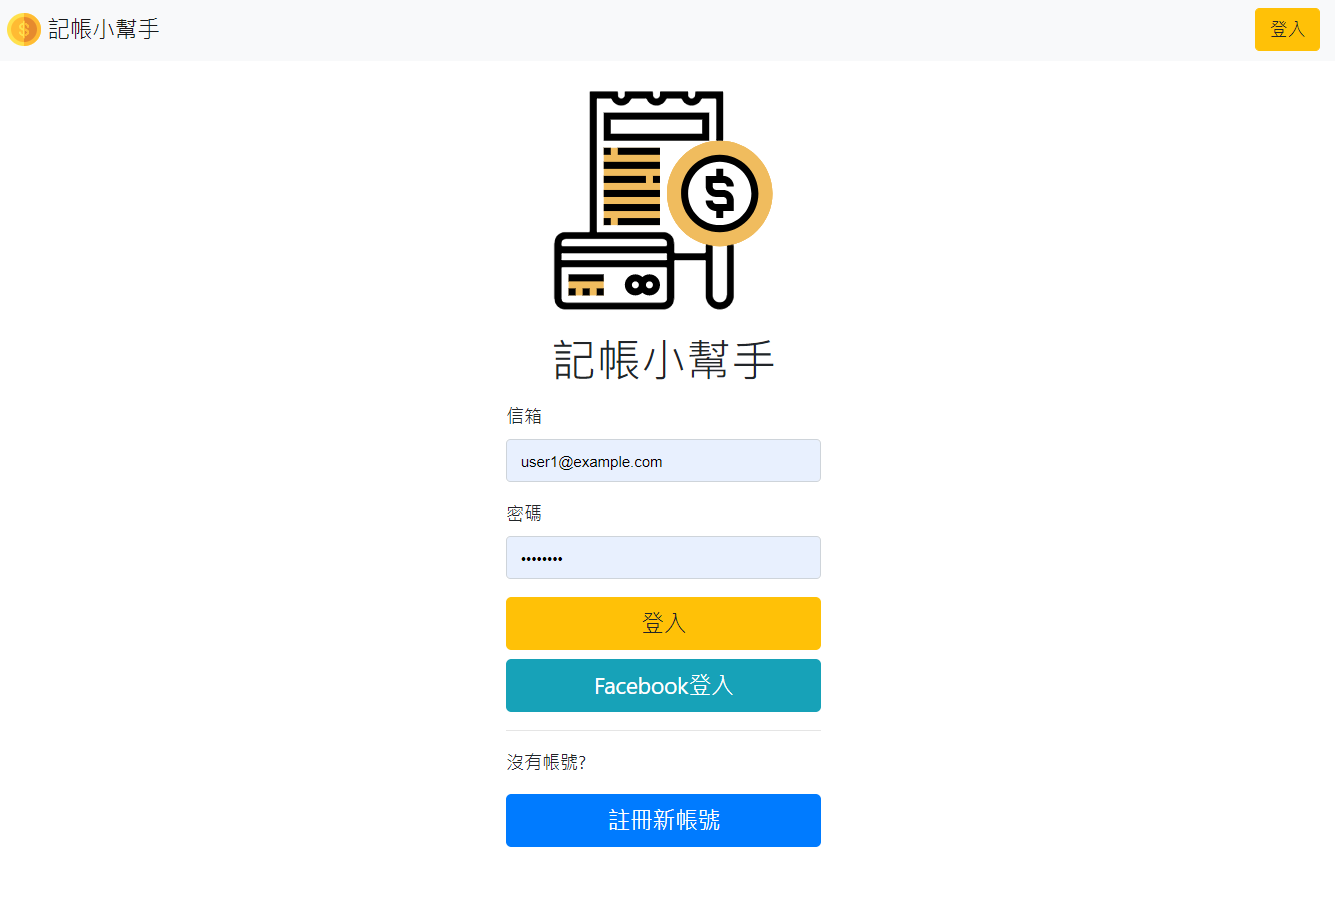 記帳小幫手
登入
記帳小幫手
信箱
user1@example.com
密碼
••••••••
登入
Facebook登入
沒有帳號?
註冊新帳號